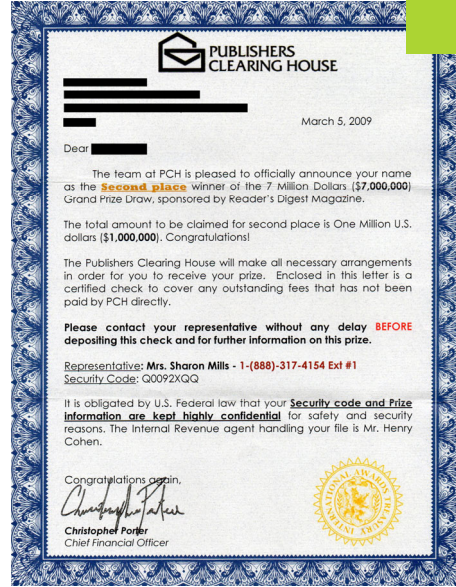 PUBLISHERS
CLEARING HOUSE
March 5, 2009
Dear
The team at PCH is pleased to officially announce your name
as the Second place winner of the 7 Million Dollars ($7,000,000)
Grand Prize Draw, sponsored by Reader's Digest Magazine.
The total amount to be claimed for second place is One Million U.S.
dollars ($1,000,000). Congratulations!
The Publishers Clearing House will make all necessary arrangements
in order for you to receive your prize. Enclosed in this letter is a
certified check to cover any outstanding fees that has not been
paid by PCH directly.
Please contact your representative without any delay BEFORE
depositing this check and for further information on this prize.
Representative: Mrs. Sharon Mills - 1-(888)-317-4154 Ext #1
Security Code: Q0092XQQ
It is obligated by U.S. Federal law that your Security code and Prize
information are kept highly confidential for safety and security
reasons. The Internal Revenue agent handling your file is Mr. Henry
Cohen.
Congratulations again,
Christopher Porter
Christopher Porter
Chief Financial Officer
INTERNATIONAL AWARDS TREASURY